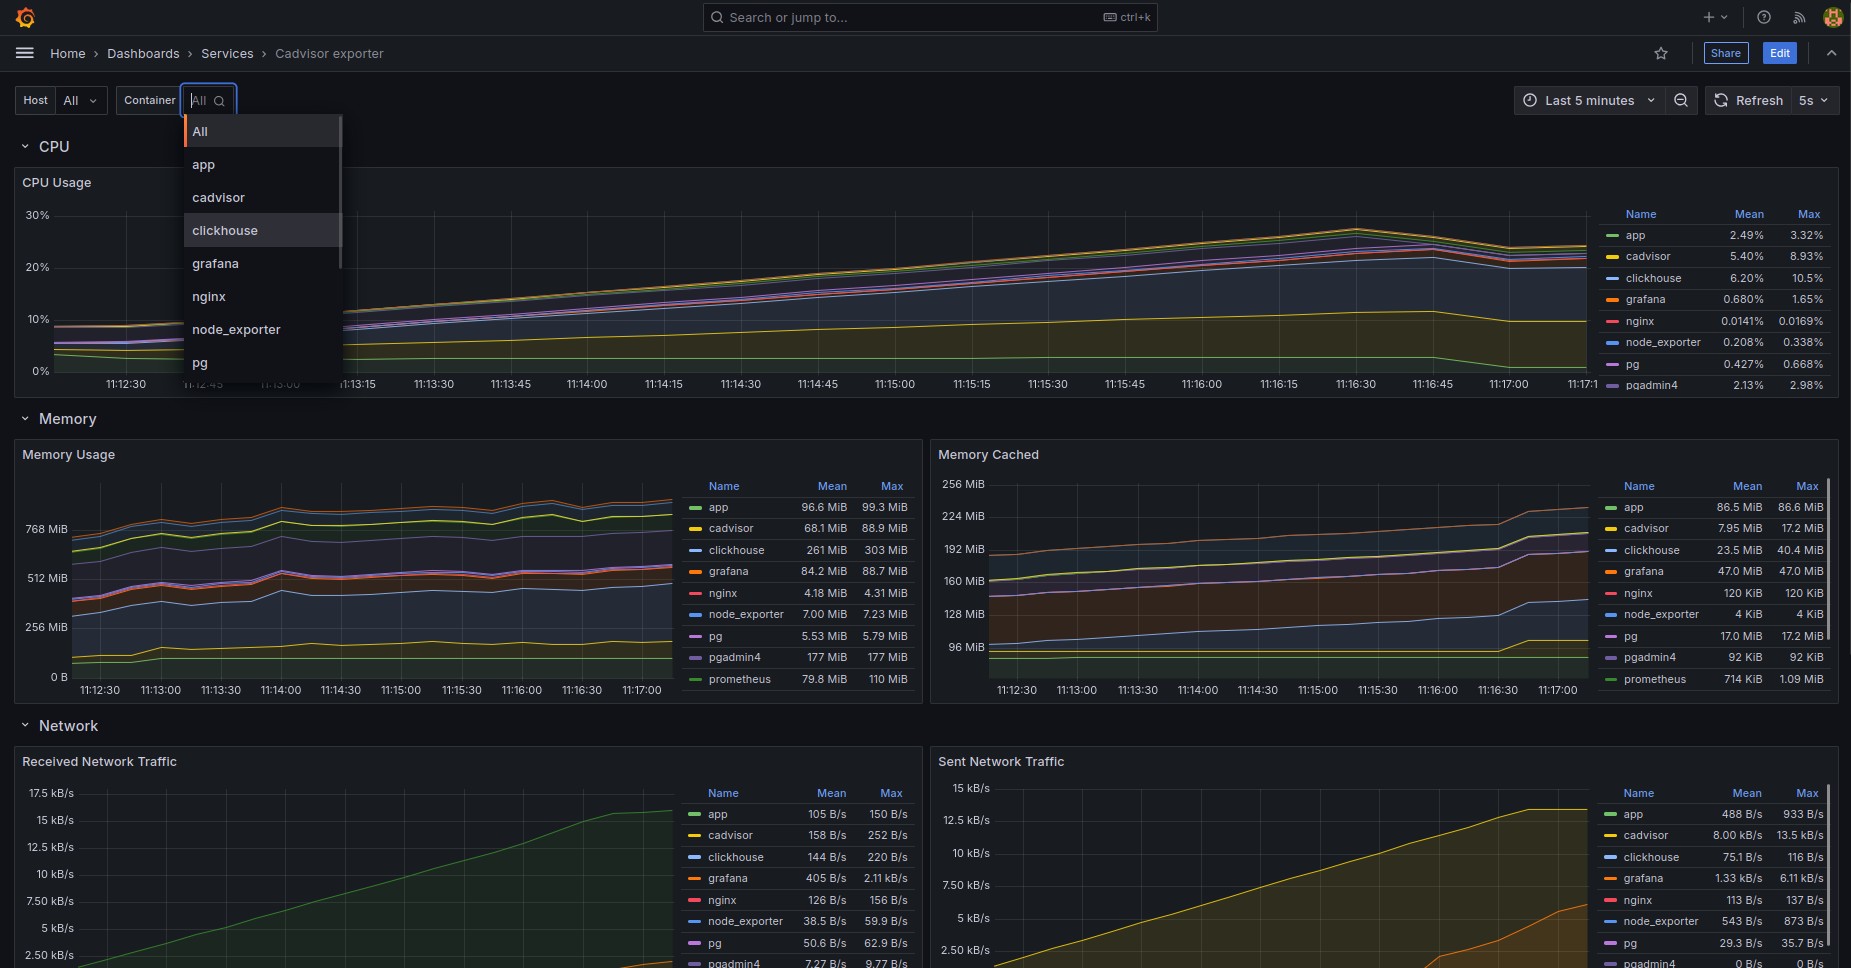 Search or jump to...
ctrl+k
Home › Dashboards › Services › Cadvisor exporter
Share
Edit
Host
All
Container
All
Last 5 minutes
Refresh
5s
All
app
cadvisor
clickhouse
grafana
nginx
node_exporter
pg
CPU
CPU Usage
30%
20%
10%
0%
11:12:30 11:12:45 11:13:00 11:13:15 11:13:30 11:13:45 11:14:00 11:14:15 11:14:30 11:14:45 11:15:00 11:15:15 11:15:30 11:15:45 11:16:00 11:16:15 11:16:30 11:16:45 11:17:00 11:17:1
Name Mean Max
app 2.49% 3.32%
cadvisor 5.40% 8.93%
clickhouse 6.20% 10.5%
grafana 0.680% 1.65%
nginx 0.0141% 0.0169%
node_exporter 0.208% 0.338%
pg 0.427% 0.668%
pgadmin4 2.13% 2.98%
Memory
Memory Usage
768 MiB
512 MiB
256 MiB
0 B
11:12:30 11:13:00 11:13:30 11:14:00 11:14:30 11:15:00 11:15:30 11:16:00 11:16:30 11:17:00
Name Mean Max
app 96.6 MiB 99.3 MiB
cadvisor 68.1 MiB 88.9 MiB
clickhouse 261 MiB 303 MiB
grafana 84.2 MiB 88.7 MiB
nginx 4.18 MiB 4.31 MiB
node_exporter 7.00 MiB 7.23 MiB
pg 5.53 MiB 5.79 MiB
pgadmin4 177 MiB 177 MiB
prometheus 79.8 MiB 110 MiB
Memory Cached
256 MiB
224 MiB
192 MiB
160 MiB
128 MiB
96 MiB
11:12:30 11:13:00 11:13:30 11:14:00 11:14:30 11:15:00 11:15:30 11:16:00 11:16:30 11:17:00
Name Mean Max
app 86.5 MiB 86.6 MiB
cadvisor 7.95 MiB 17.2 MiB
clickhouse 23.5 MiB 40.4 MiB
grafana 47.0 MiB 47.0 MiB
nginx 120 KiB 120 KiB
node_exporter 4 KiB 4 KiB
pg 17.0 MiB 17.2 MiB
pgadmin4 92 KiB 92 KiB
prometheus 714 KiB 1.09 MiB
Network
Received Network Traffic
17.5 kB/s
15 kB/s
12.5 kB/s
10 kB/s
7.50 kB/s
5 kB/s
2.50 kB/s
Name Mean Max
app 105 B/s 150 B/s
cadvisor 158 B/s 252 B/s
clickhouse 144 B/s 220 B/s
grafana 405 B/s 2.11 kB/s
nginx 126 B/s 156 B/s
node_exporter 38.5 B/s 59.9 B/s
pg 50.6 B/s 62.9 B/s
pgadmin4 7.27 B/s 9.77 B/s
Sent Network Traffic
15 kB/s
12.5 kB/s
10 kB/s
7.50 kB/s
5 kB/s
2.50 kB/s
Name Mean Max
app 488 B/s 933 B/s
cadvisor 8.00 kB/s 13.5 kB/s
clickhouse 75.1 B/s 116 B/s
grafana 1.33 kB/s 6.11 kB/s
nginx 113 B/s 137 B/s
node_exporter 543 B/s 873 B/s
pg 29.3 B/s 35.7 B/s
pgadmin4 0 B/s 0 B/s